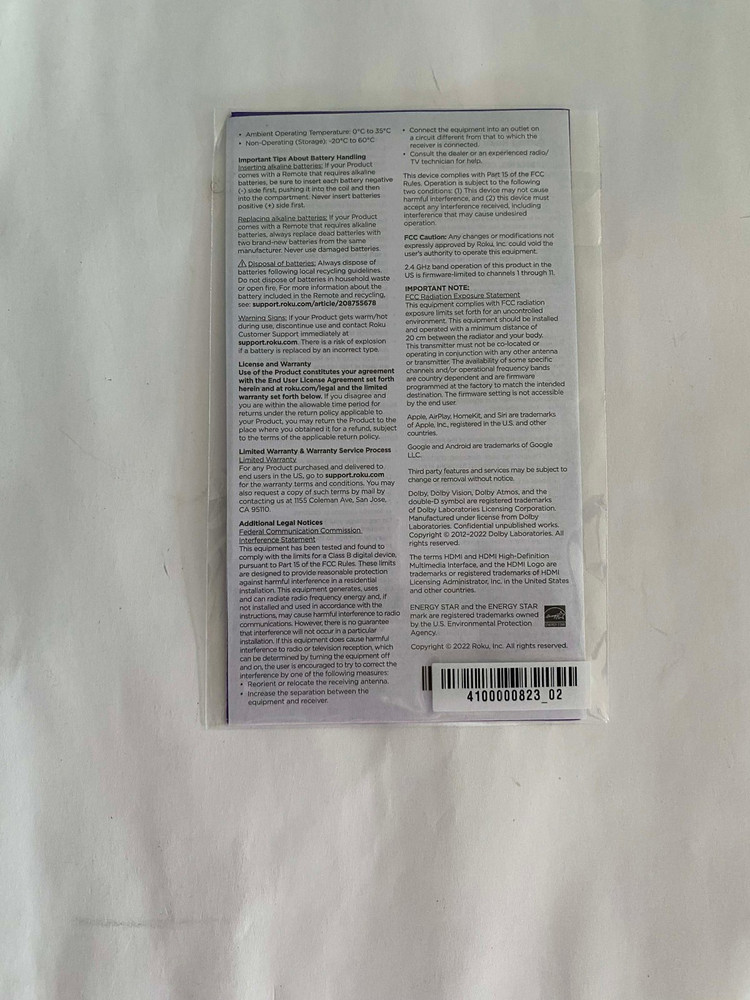 • Ambient Operating Temperature: 0°C to 35°C
• Non-Operating (Storage): -20°C to 60°C
Important Tips About Battery Handling
Inserting alkaline batteries: If your Product
comes with a Remote that requires alkaline
batteries, be sure to insert each battery negative
(-) side first, pushing it into the coil and then
into the compartment. Never insert batteries
positive (+) side first.
Replacing alkaline batteries: If your Product
comes with a Remote that requires alkaline
batteries, always replace dead batteries with
two brand-new batteries from the same
manufacturer. Never use damaged batteries.
⚠ Disposal of batteries: Always dispose of
batteries following local recycling guidelines.
Do not dispose of batteries in household waste
or open fire. For more information about the
battery included in the Remote and recycling,
see: support.roku.com/article/208755678
Warning Signs: If your Product gets warm/hot
during use, discontinue use and contact Roku
Customer Support immediately at
support.roku.com. There is a risk of explosion
if a battery is replaced by an incorrect type.
License and Warranty
Use of the Product constitutes your agreement
with the End User License Agreement set forth
herein and at roku.com/legal and the limited
warranty set forth below. If you disagree and
you are within the allowable time period for
returns under the return policy applicable to
your Product, you may return the Product to the
place where you obtained it for a refund, subject
to the terms of the applicable return policy.
Limited Warranty & Warranty Service Process
Limited Warranty
For any Product purchased and delivered to
end users in the US, go to support.roku.com
for the warranty terms and conditions. You may
also request a copy of such terms by mail by
contacting us at 1155 Coleman Ave, San Jose,
CA 95110.
Additional Legal Notices
Federal Communication Commission
Interference Statement
This equipment has been tested and found to
comply with the limits for a Class B digital device,
pursuant to Part 15 of the FCC Rules. These limits
are designed to provide reasonable protection
against harmful interference in a residential
installation. This equipment generates, uses
and can radiate radio frequency energy and, if
not installed and used in accordance with the
instructions, may cause harmful interference to radio
communications. However, there is no guarantee
that interference will not occur in a particular
installation. If this equipment does cause harmful
interference to radio or television reception, which
can be determined by turning the equipment off
and on, the user is encouraged to try to correct the
interference by one of the following measures:
• Reorient or relocate the receiving antenna.
• Increase the separation between the
equipment and receiver.
• Connect the equipment into an outlet on
a circuit different from that to which the
receiver is connected.
• Consult the dealer or an experienced radio/
TV technician for help.
This device complies with Part 15 of the FCC
Rules. Operation is subject to the following
two conditions: (1) This device may not cause
harmful interference, and (2) this device must
accept any interference received, including
interference that may cause undesired
operation.
FCC Caution: Any changes or modifications not
expressly approved by Roku, Inc. could void the
user's authority to operate this equipment.
2.4 GHz band operation of this product in the
US is firmware-limited to channels 1 through 11.
IMPORTANT NOTE:
FCC Radiation Exposure Statement
This equipment complies with FCC radiation
exposure limits set forth for an uncontrolled
environment. This equipment should be installed
and operated with a minimum distance of
20 cm between the radiator and your body.
This transmitter must not be co-located or
operating in conjunction with any other antenna
or transmitter. The availability of some specific
channels and/or operational frequency bands
are country dependent and are firmware
programmed at the factory to match the intended
destination. The firmware setting is not accessible
by the end user.
Apple, AirPlay, HomeKit, and Siri are trademarks
of Apple, Inc., registered in the U.S. and other
countries.
Google and Android are trademarks of Google
LLC.
Third party features and services may be subject to
change or removal without notice.
Dolby, Dolby Vision, Dolby Atmos, and the
double-D symbol are registered trademarks
of Dolby Laboratories Licensing Corporation.
Manufactured under license from Dolby
Laboratories. Confidential unpublished works.
Copyright © 2012-2022 Dolby Laboratories. All
rights reserved.
The terms HDMI and HDMI High-Definition
Multimedia Interface, and the HDMI Logo are
trademarks or registered trademarks of HDMI
Licensing Administrator, Inc. in the United States
and other countries.
ENERGY STAR and the ENERGY STAR
mark are registered trademarks owned
by the U.S. Environmental Protection
Agency.
Copyright © 2022 Roku, Inc. All rights reserved.
4100000823_02